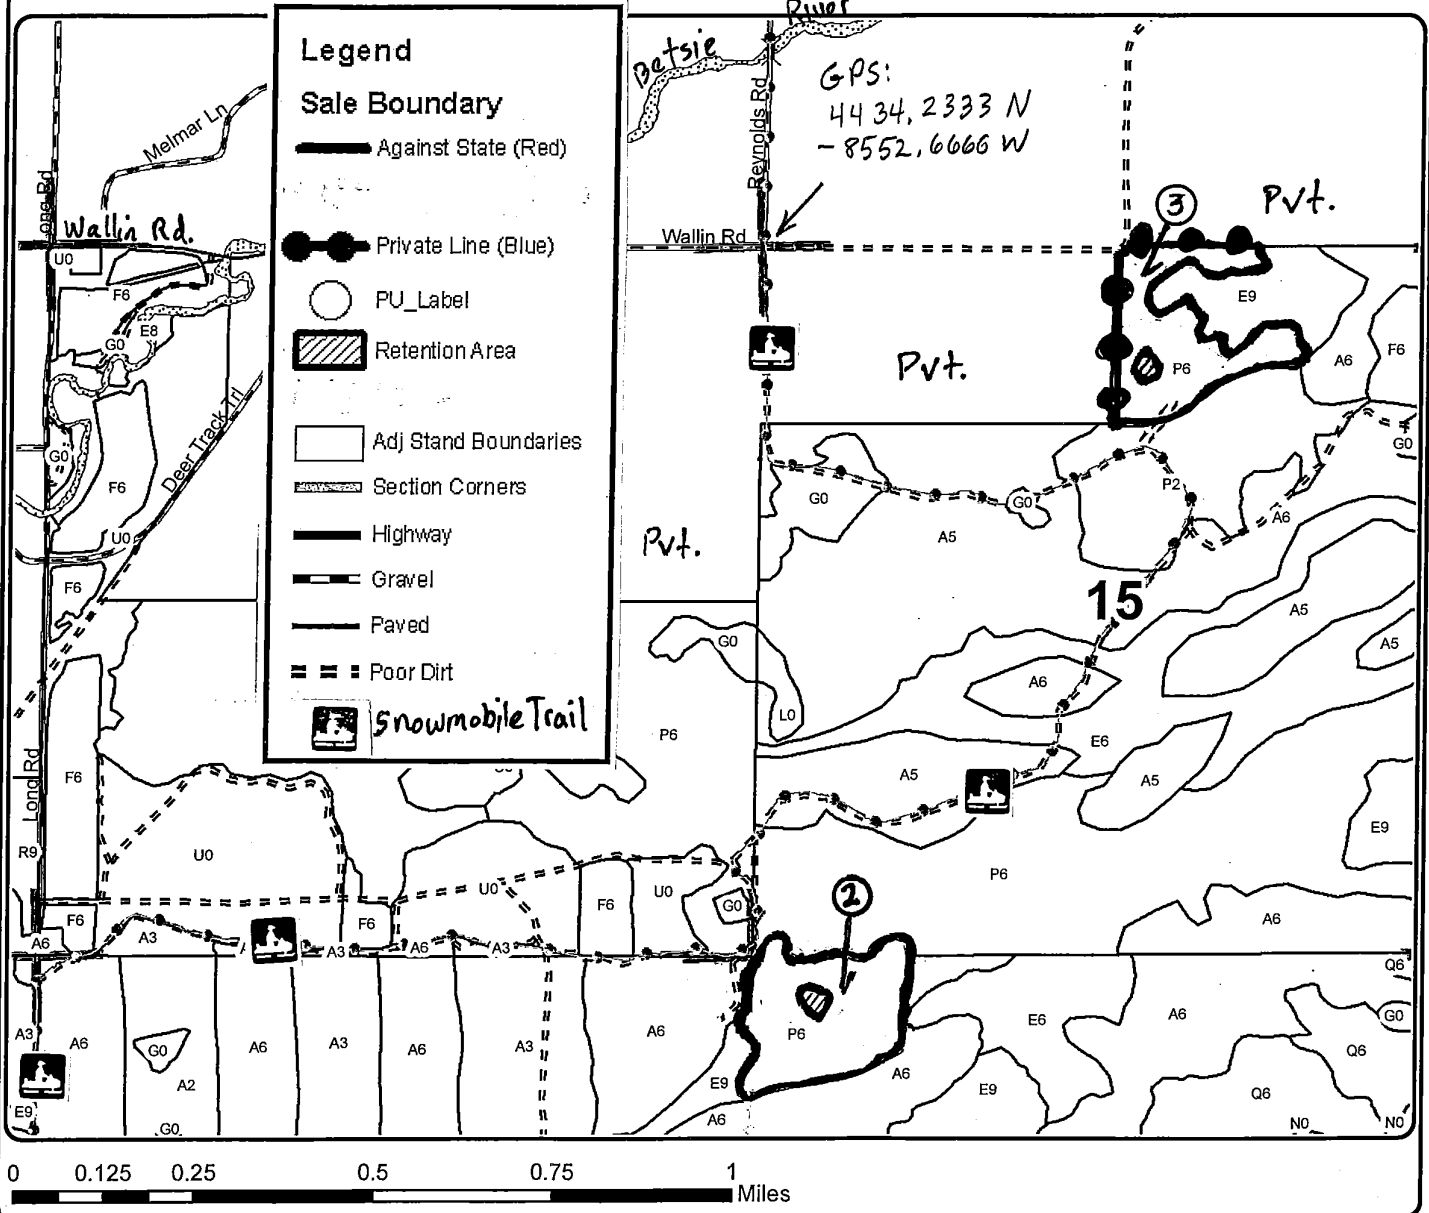 Legend
Sale Boundary
Against State (Red)
Private Line (Blue)
PU_Label
Retention Area
Adj Stand Boundaries
Section Corners
Highway
Gravel
Paved
Poor Dirt
Snowmobile Trail
River
Betsie
GPS:
44 34.2333 N
-8552.6666 W
Reynolds Rd
Melmar Ln
Long Rd
Wallin Rd.
Wallin Rd
3
Pvt.
U0
F6
E8
G0
E9
A6
F6
P6
Pvt.
Deer Track Trl
G0
F6
G0
G0
G0
P2
A6
A5
U0
Pvt.
F6
15
A5
G0
A5
A6
L0
P6
E6
F6
A5
A5
Long Rd
E9
R9
U0
P6
U0
F6
U0
G0
2
F6
F6
A6
A6
A3
A3
A6
A3
Q6
A3
A6
G0
A6
A3
A6
A3
A6
P6
E6
A6
G0
Q6
A2
E9
A6
E9
Q6
E9
G0
A6
N0
N0
0
0.125
0.25
0.5
0.75
1
Miles